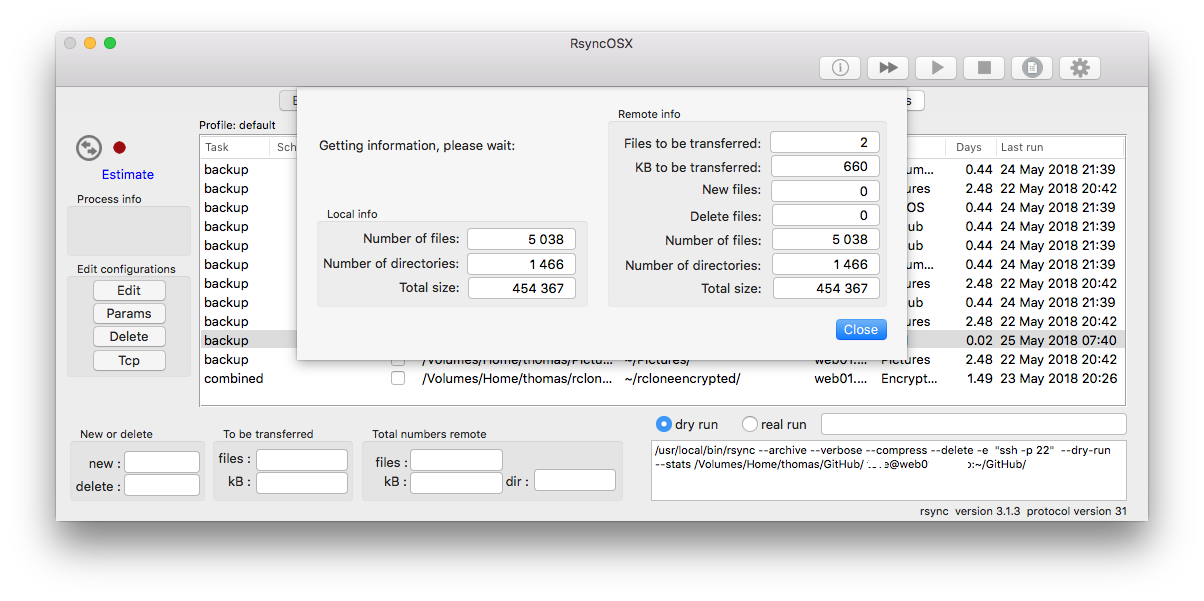 RsyncOSX
Profile: default
Task Sch Days Last run
Estimate
Process info
Edit configurations
Edit
Params
Delete
Tcp
Getting information, please wait:
Local info
Number of files: 5 038
Number of directories: 1 466
Total size: 454 367
Remote info
Files to be transferred: 2
KB to be transferred: 660
New files: 0
Delete files: 0
Number of files: 5 038
Number of directories: 1 466
Total size: 454 367
Close
backup um... 0.44 24 May 2018 21:39
backup ures 2.48 22 May 2018 20:42
backup OS 0.44 24 May 2018 21:39
backup ub 0.44 24 May 2018 21:39
backup ub 0.44 24 May 2018 21:39
backup um... 0.44 24 May 2018 21:39
backup ures 2.48 22 May 2018 20:42
backup ub 0.44 24 May 2018 21:39
backup ures 2.48 22 May 2018 20:42
backup 0.02 25 May 2018 07:40
backup /Volumes/Home/thomas/Pictu... ~/Pictures/ web01.... Pictures 2.48 22 May 2018 20:42
combined /Volumes/Home/thomas/rclon... ~/rcloneencrypted/ web01.... Encrypt... 1.49 23 May 2018 20:26
New or delete
new :
delete :
To be transferred
files :
kB :
Total numbers remote
files :
kB : dir :
dry run real run
/usr/local/bin/rsync --archive --verbose --compress --delete -e "ssh -p 22" --dry-run
--stats /Volumes/Home/thomas/GitHub/ @web0 :~/GitHub/
rsync version 3.1.3 protocol version 31